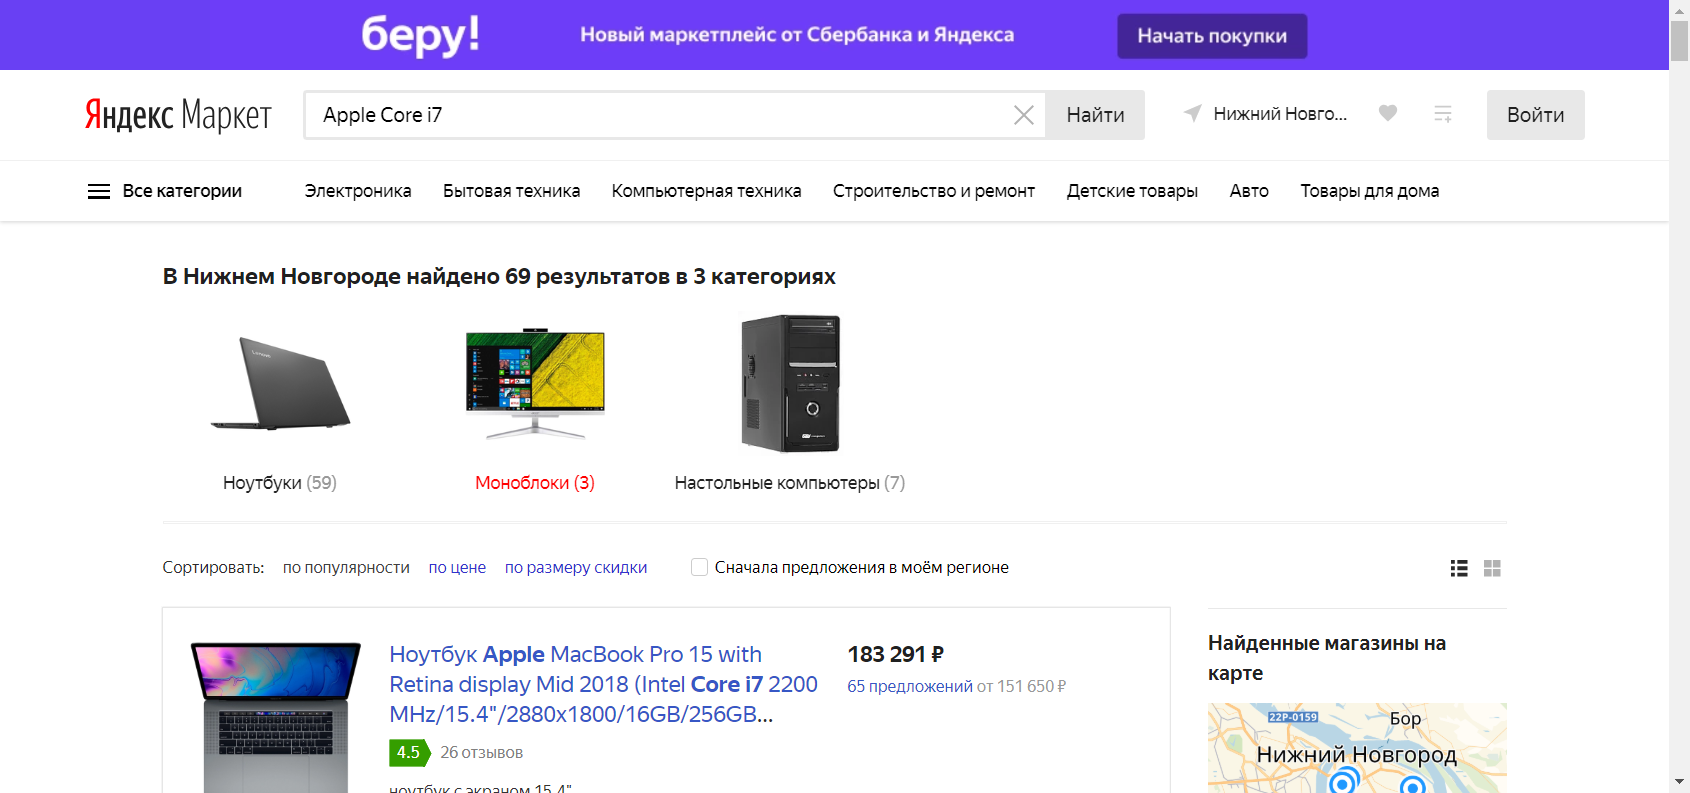 беру!
Новый маркетплейс от Сбербанка и Яндекса
Начать покупки
Яндекс Маркет
Apple Core i7
Найти
Нижний Новго...
Войти
Все категории
Электроника
Бытовая техника
Компьютерная техника
Строительство и ремонт
Детские товары
Авто
Товары для дома
В Нижнем Новгороде найдено 69 результатов в 3 категориях
Ноутбуки (59)
Моноблоки (3)
Настольные компьютеры (7)
Сортировать:
по популярности
по цене
по размеру скидки
Сначала предложения в моём регионе
Ноутбук Apple MacBook Pro 15 with
Retina display Mid 2018 (Intel Core i7 2200
MHz/15.4"/2880x1800/16GB/256GB...
4.5
26 отзывов
ноутбук с экраном 15.4"
183 291 ₽
65 предложений от 151 650 ₽
Найденные магазины на
карте
22Р-0159
Бор
Нижний Новгород